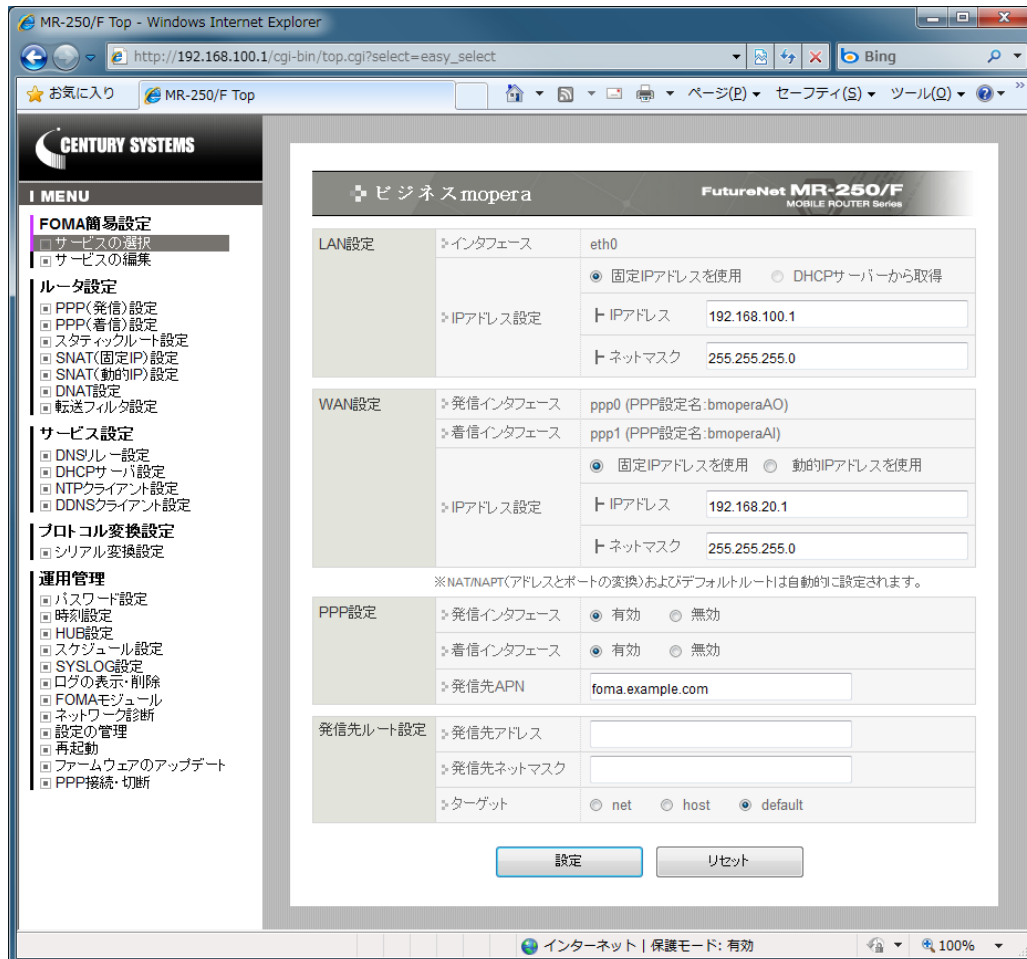 MR-250/F Top - Windows Internet Explorer
http://192.168.100.1/cgi-bin/top.cgi?select=easy_select
Bing
お気に入り
MR-250/F Top
ページ(P)
セーフティ(S)
ツール(O)
CENTURY SYSTEMS
MENU
FOMA簡易設定
サービスの選択
サービスの編集
ルータ設定
PPP(発信)設定
PPP(着信)設定
スタティックルート設定
SNAT(固定IP)設定
SNAT(動的IP)設定
DNAT設定
転送フィルタ設定
サービス設定
DNSリレー設定
DHCPサーバ設定
NTPクライアント設定
DDNSクライアント設定
プロトコル変換設定
シリアル変換設定
運用管理
パスワード設定
時刻設定
HUB設定
スケジュール設定
SYSLOG設定
ログの表示・削除
FOMAモジュール
ネットワーク診断
設定の管理
再起動
ファームウェアのアップデート
PPP接続・切断
ビジネスmopera
FutureNet MR-250/F
MOBILE ROUTER Series
LAN設定
インタフェース
eth0
IPアドレス設定
固定IPアドレスを使用
DHCPサーバーから取得
IPアドレス
192.168.100.1
ネットマスク
255.255.255.0
WAN設定
発信インタフェース
ppp0 (PPP設定名:bmoperaAO)
着信インタフェース
ppp1 (PPP設定名:bmoperaAI)
IPアドレス設定
固定IPアドレスを使用
動的IPアドレスを使用
IPアドレス
192.168.20.1
ネットマスク
255.255.255.0
※NAT/NAPT(アドレスとポートの変換)およびデフォルトルートは自動的に設定されます。
PPP設定
発信インタフェース
有効
無効
着信インタフェース
有効
無効
発信先APN
foma.example.com
発信先ルート設定
発信先アドレス
発信先ネットマスク
ターゲット
net
host
default
設定
リセット
インターネット | 保護モード: 有効
100%